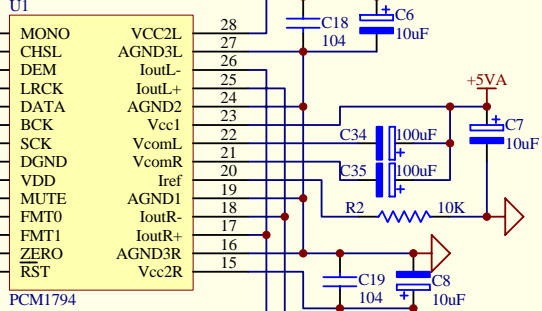 U1
MONO VCC2L 28
CHSL AGND3L 27
DEM IoutL- 26
LRCK IoutL+ 25
DATA AGND2 24
BCK Vcc1 23
SCK VcomL 22
DGND VcomR 21
VDD Iref 20
MUTE AGND1 19
FMT0 IoutR- 18
FMT1 IoutR+ 17
ZERO AGND3R 16
RST Vcc2R 15
PCM1794
C18
104
+
C6
10uF
+5VA
+
C7
10uF
C34 100uF
+
C35 100uF
+
R2 10K
C19
104
C8
+
10uF